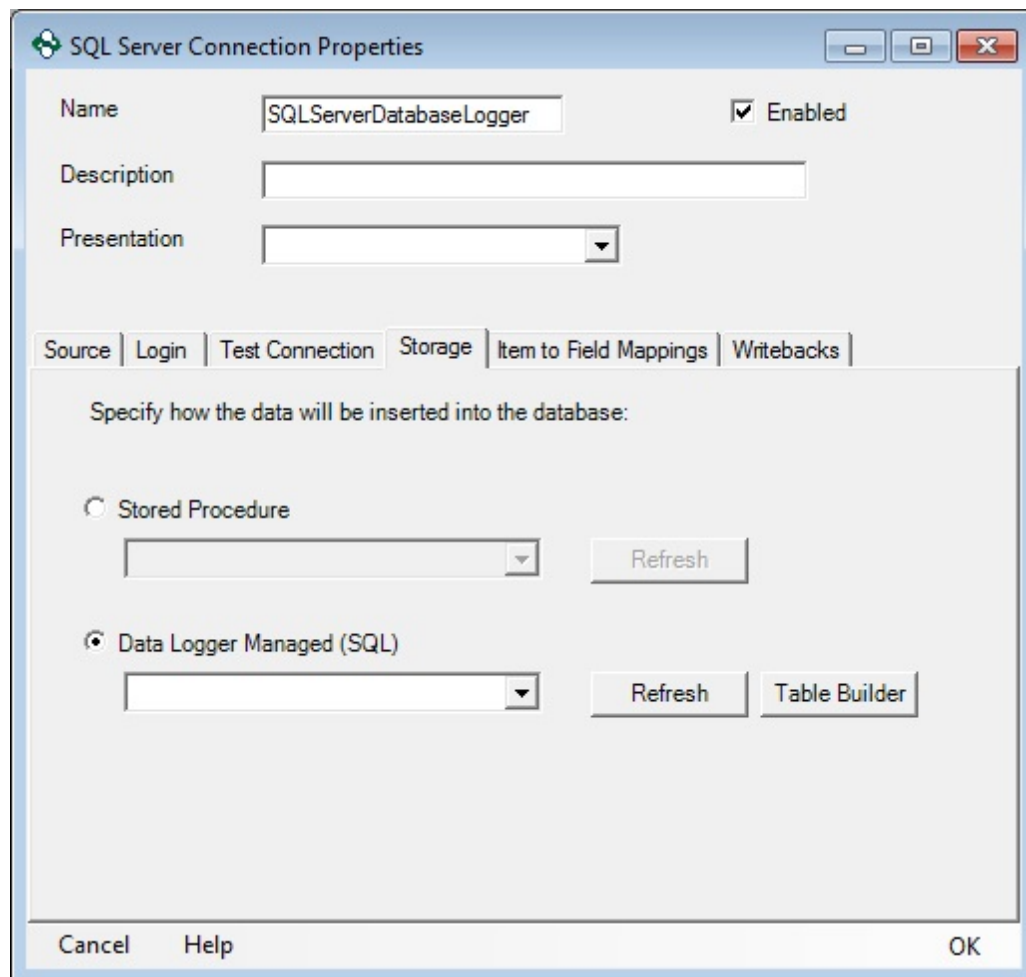 SQL Server Connection Properties
Name SQLServerDatabaseLogger Enabled
Description
Presentation
Source Login Test Connection Storage Item to Field Mappings Writebacks
Specify how the data will be inserted into the database:
Stored Procedure
Refresh
Data Logger Managed (SQL)
Refresh Table Builder
Cancel Help OK